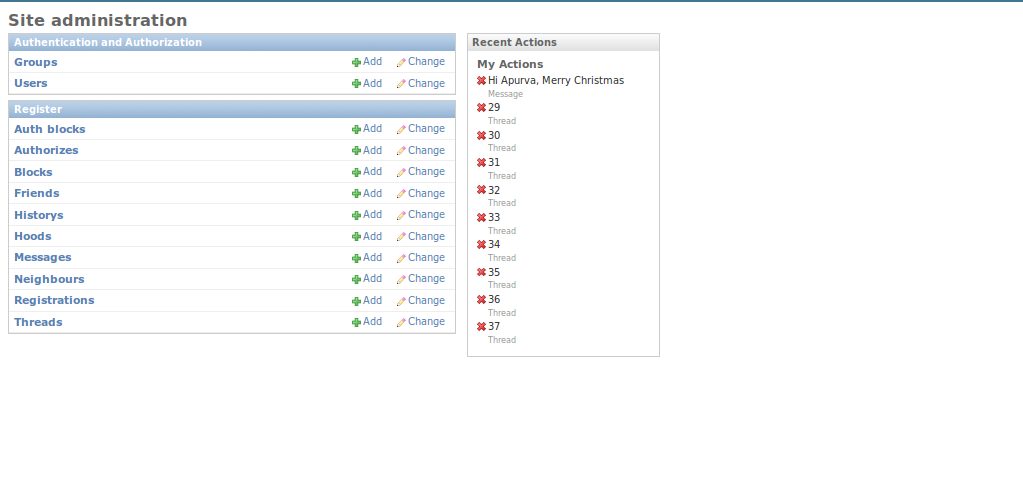 Site administration
Authentication and Authorization
Groups Add Change
Users Add Change
Register
Auth blocks Add Change
Authorizes Add Change
Blocks Add Change
Friends Add Change
Historys Add Change
Hoods Add Change
Messages Add Change
Neighbours Add Change
Registrations Add Change
Threads Add Change
Recent Actions
My Actions
Hi Apurva, Merry Christmas
Message
29
Thread
30
Thread
31
Thread
32
Thread
33
Thread
34
Thread
35
Thread
36
Thread
37
Thread